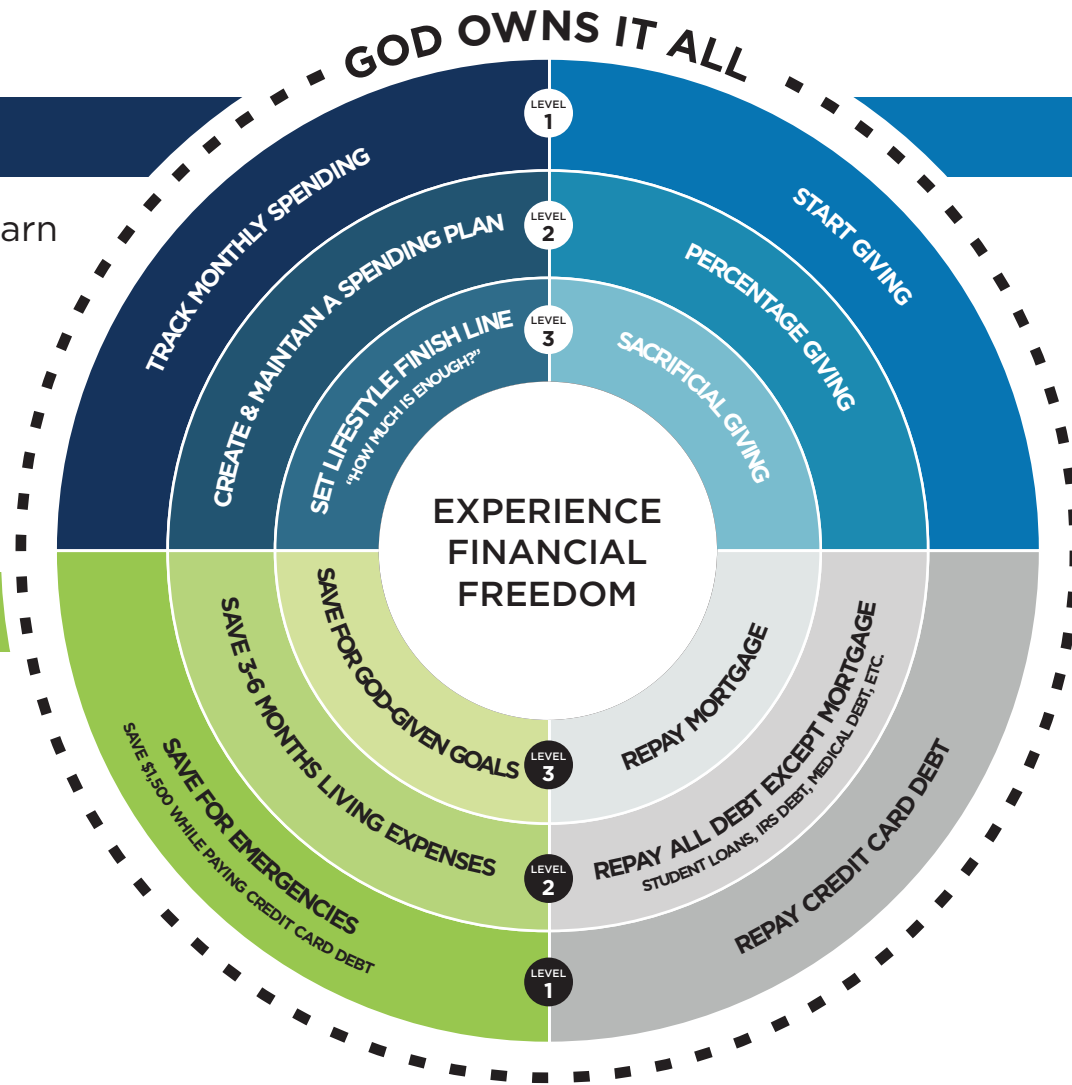 GOD OWNS IT ALL
LEVEL
1
TRACK MONTHLY SPENDING
START GIVING
arn
LEVEL
2
CREATE & MAINTAIN A SPENDING PLAN
PERCENTAGE GIVING
LEVEL
3
SET LIFESTYLE FINISH LINE
“HOW MUCH IS ENOUGH?”
SACRIFICIAL GIVING
EXPERIENCE
FINANCIAL
FREEDOM
SAVE FOR GOD-GIVEN GOALS
REPAY MORTGAGE
LEVEL
3
SAVE 3-6 MONTHS LIVING EXPENSES
REPAY ALL DEBT EXCEPT MORTGAGE
STUDENT LOANS, IRS DEBT, MEDICAL DEBT, ETC.
LEVEL
2
SAVE FOR EMERGENCIES
SAVE $1,500 WHILE PAYING CREDIT CARD DEBT
REPAY CREDIT CARD DEBT
LEVEL
1